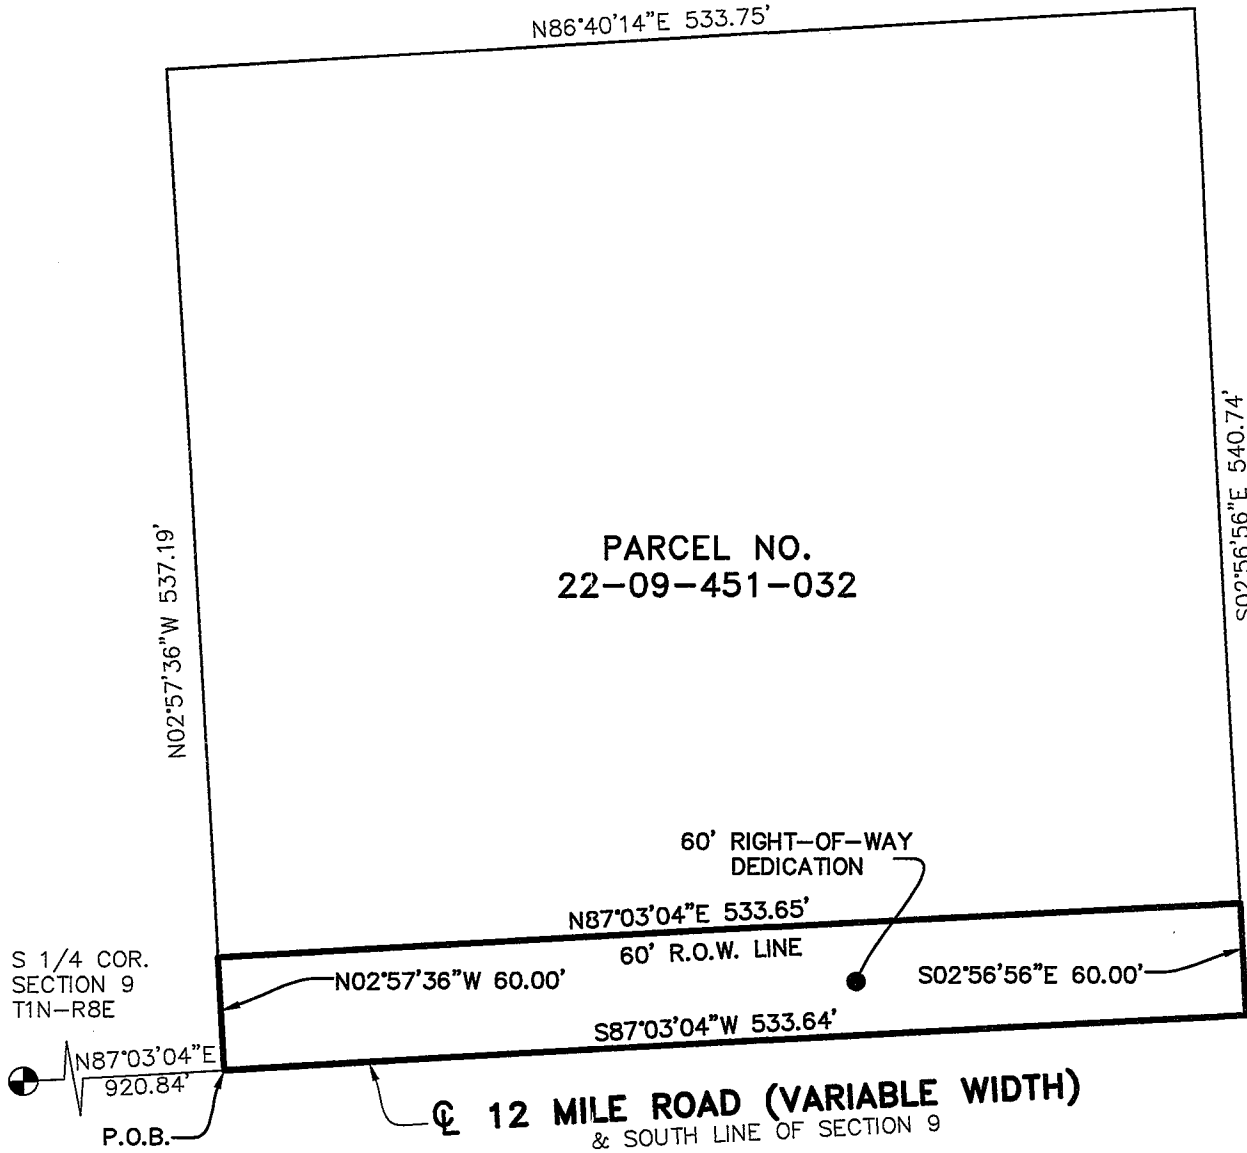 N86°40'14"E 533.75'
N02°57'36"W 537.19'
S02°56'56"E 540.74'
PARCEL NO.
22-09-451-032
60' RIGHT-OF-WAY
DEDICATION
N87°03'04"E 533.65'
60' R.O.W. LINE
N02°57'36"W 60.00'
S02°56'56"E 60.00'
S87°03'04"W 533.64'
S 1/4 COR.
SECTION 9
T1N-R8E
N87°03'04"E
920.84'
P.O.B.
℄ 12 MILE ROAD (VARIABLE WIDTH)
& SOUTH LINE OF SECTION 9